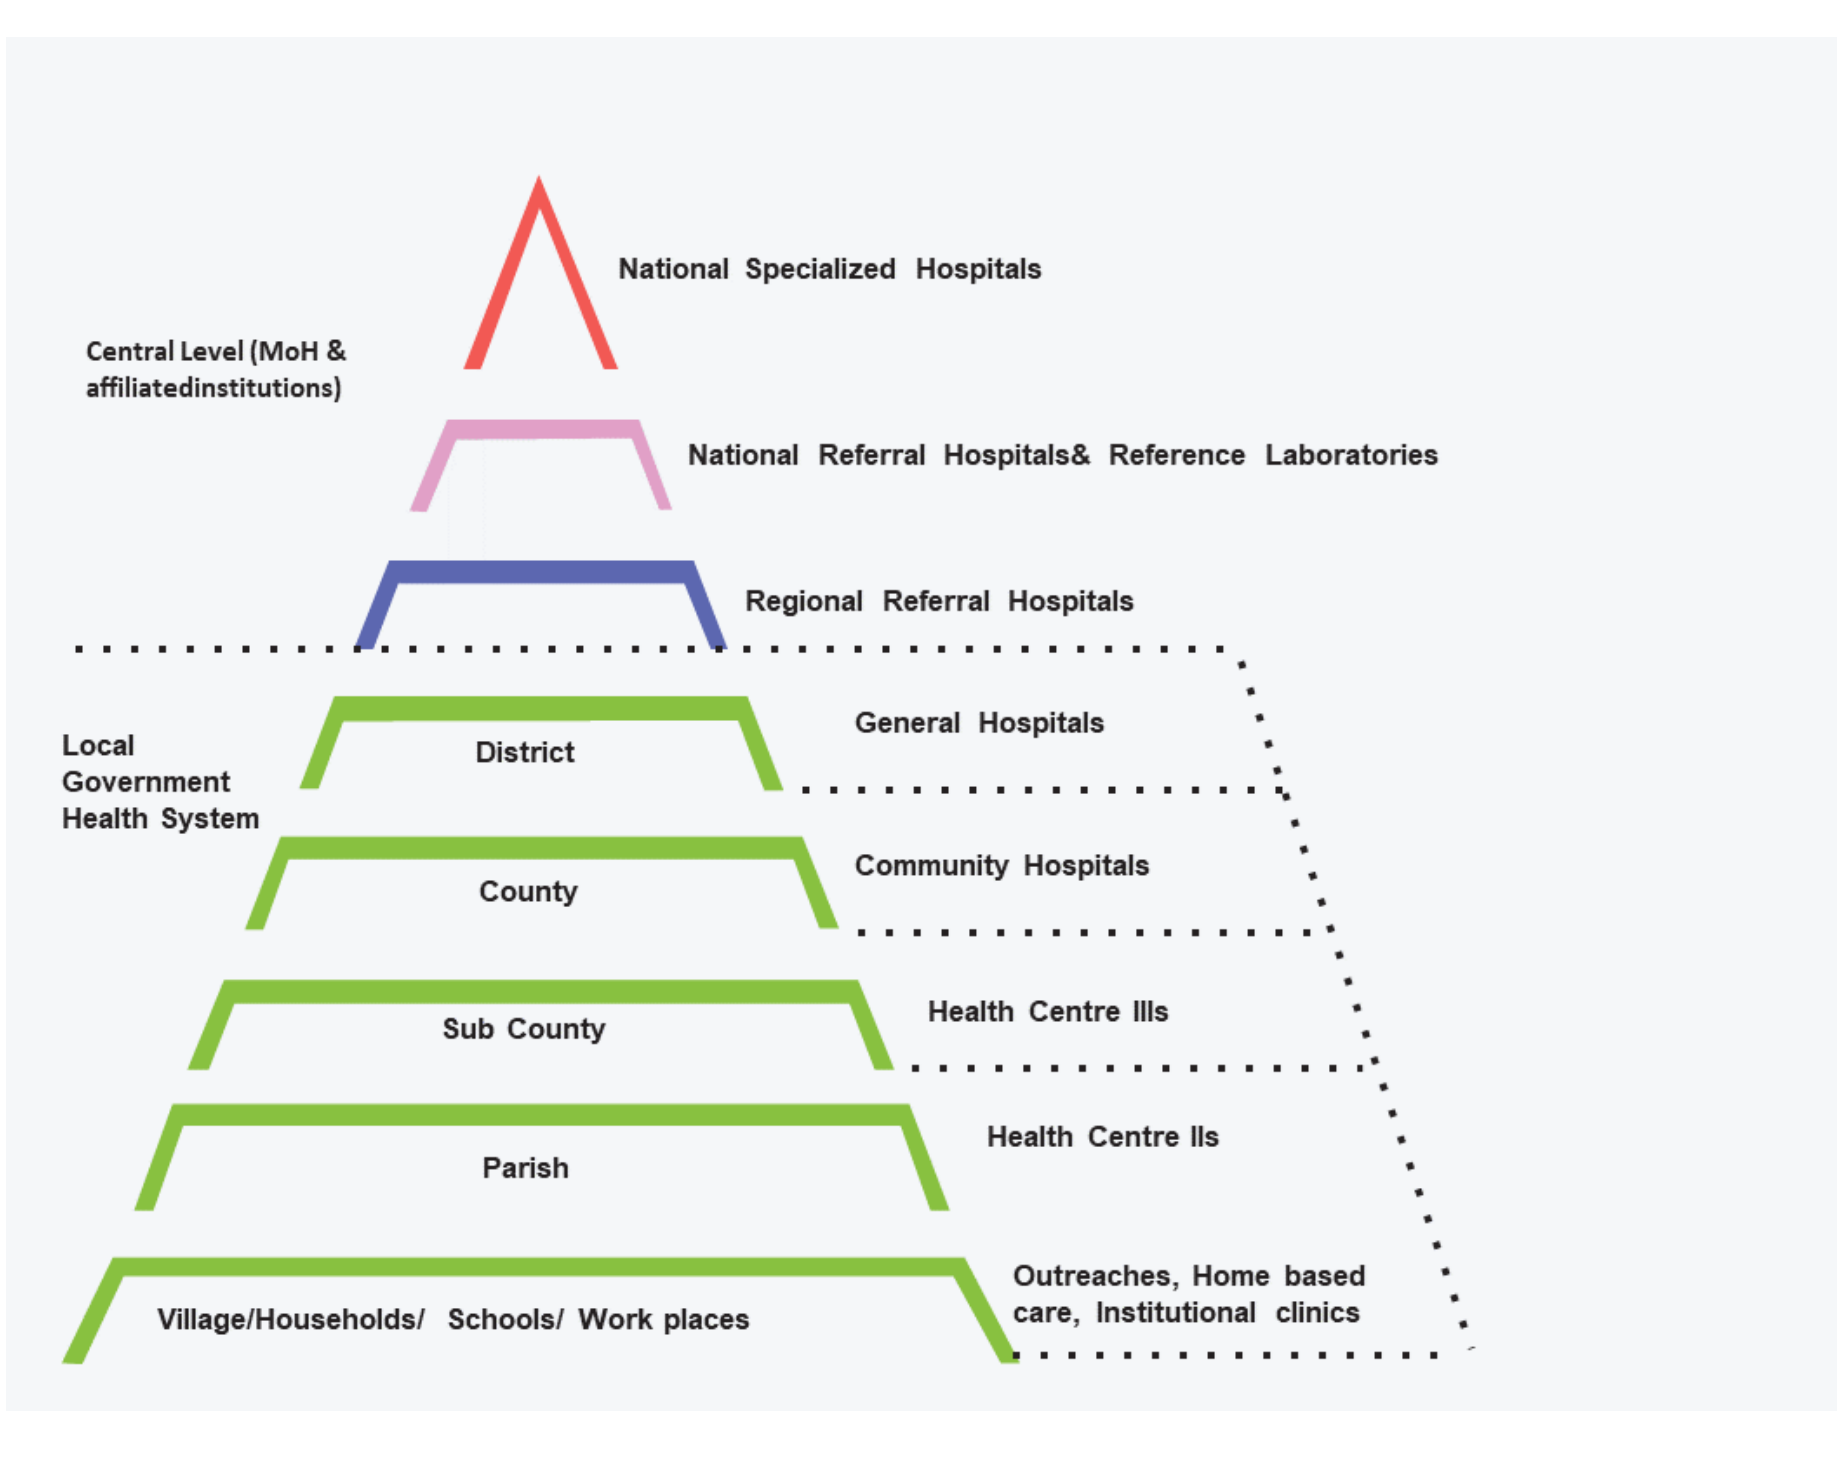 National Specialized Hospitals
Central Level (MoH &
affiliatedinstitutions)
National Referral Hospitals& Reference Laboratories
Regional Referral Hospitals
General Hospitals
Local
Government
Health System
District
Community Hospitals
County
Health Centre IIIs
Sub County
Health Centre IIs
Parish
Outreaches, Home based
care, Institutional clinics
Village/Households/ Schools/ Work places